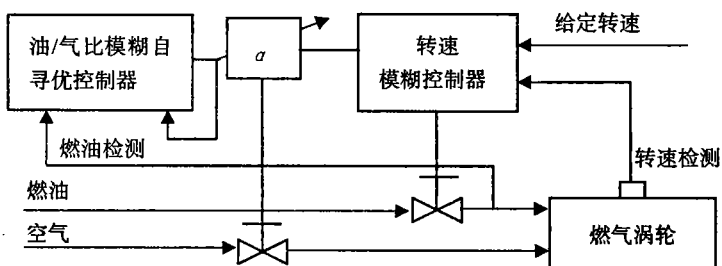 油/气比模糊自
寻优控制器
α
转速
模糊控制器
给定转速
燃油检测
转速检测
燃油
空气
燃气涡轮